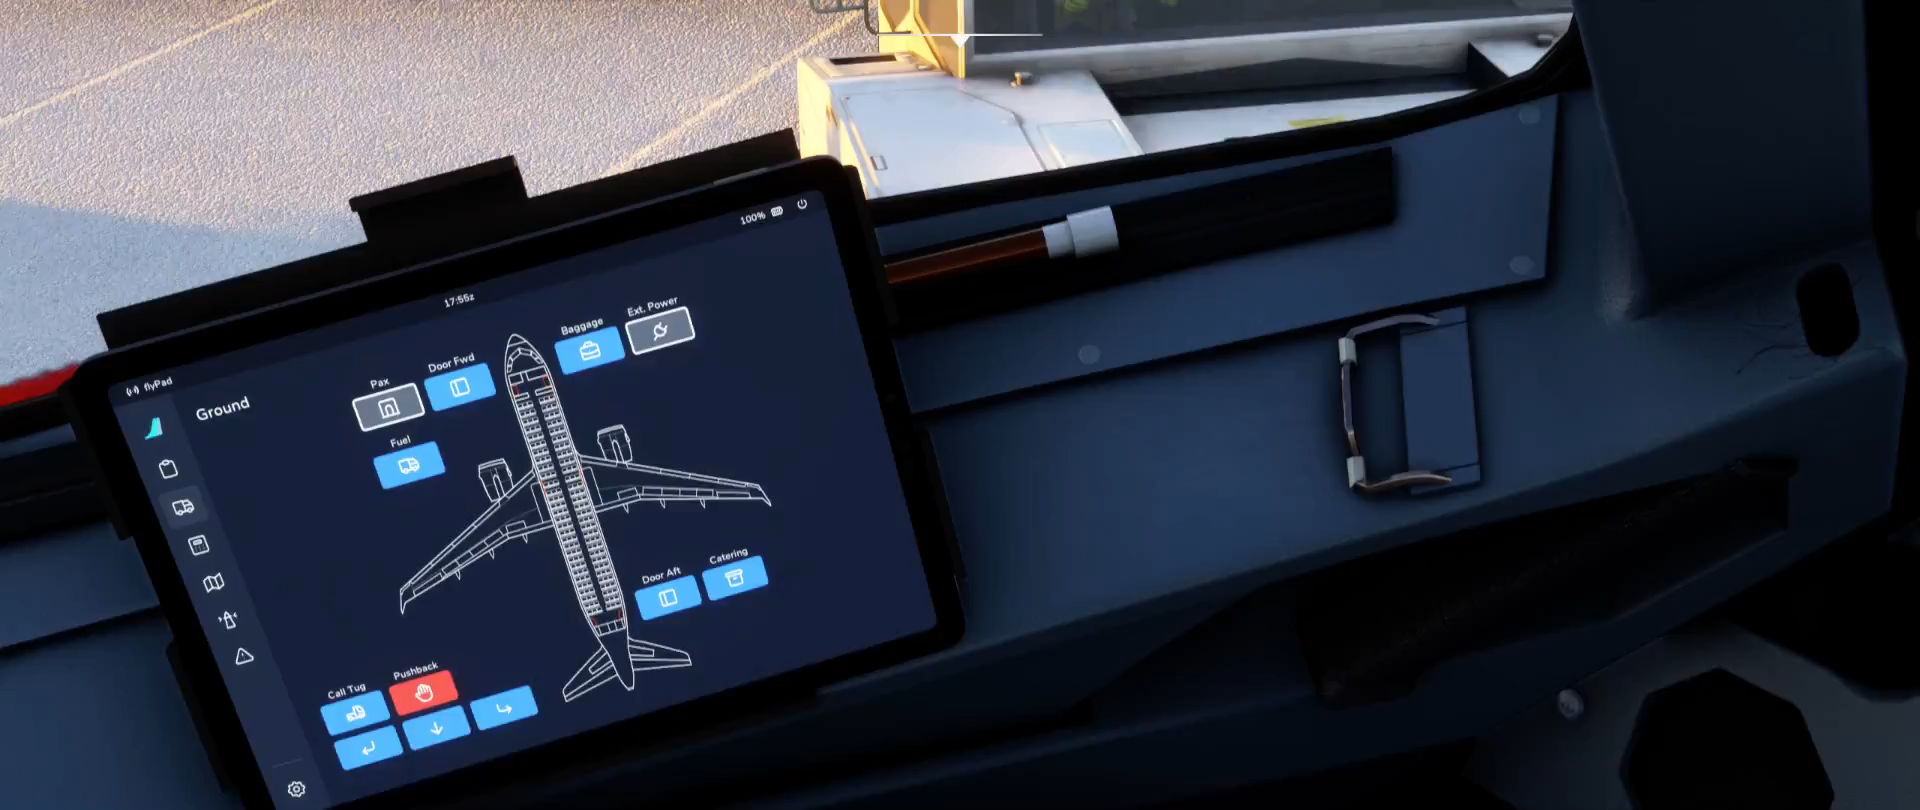 100%
17:55z
flyPad
Ground
Pax
Door Fwd
Baggage
Ext. Power
Fuel
Door Aft
Catering
Call Tug
Pushback